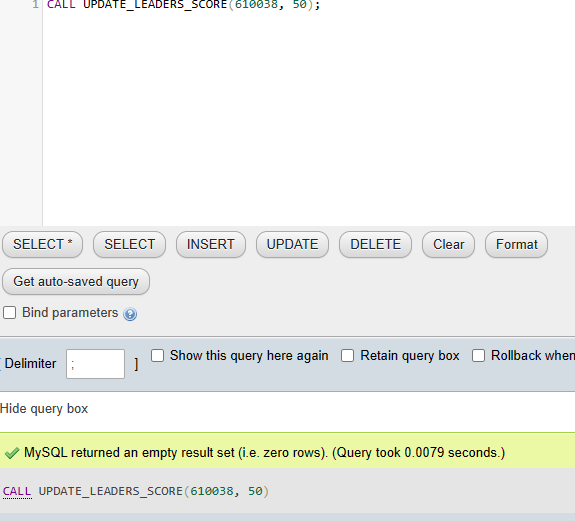 1 CALL UPDATE_LEADERS_SCORE(610038, 50);
SELECT * SELECT INSERT UPDATE DELETE Clear Format
Get auto-saved query
Bind parameters
[ Delimiter ; ] Show this query here again Retain query box Rollback when
Hide query box
MySQL returned an empty result set (i.e. zero rows). (Query took 0.0079 seconds.)
CALL UPDATE_LEADERS_SCORE(610038, 50)